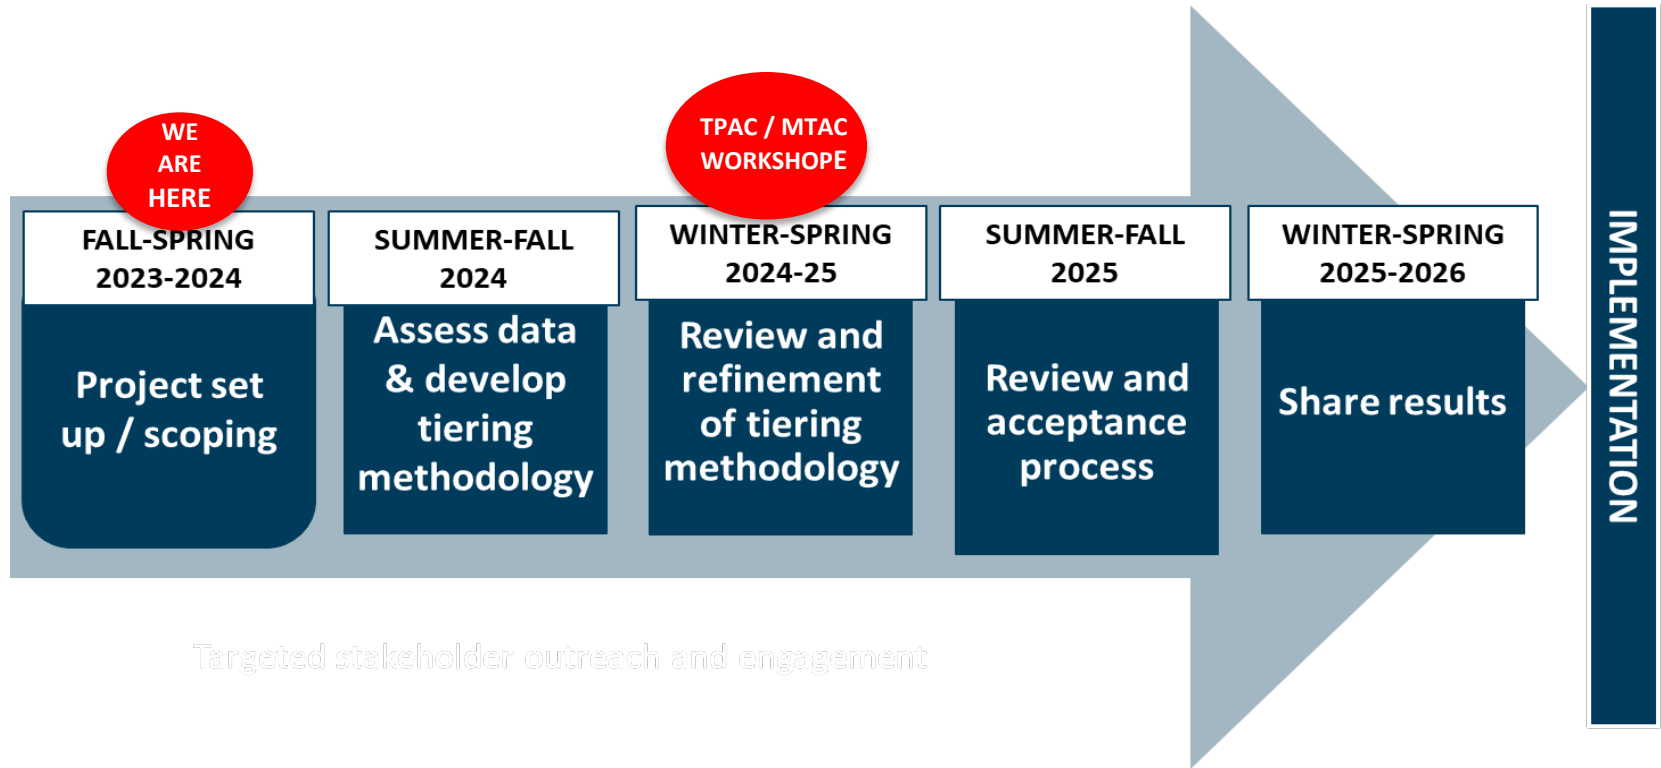 WE
ARE
HERE
TPAC / MTAC
WORKSHOPE
FALL-SPRING
2023-2024
Project set
up / scoping
SUMMER-FALL
2024
Assess data
& develop
tiering
methodology
WINTER-SPRING
2024-25
Review and
refinement
of tiering
methodology
SUMMER-FALL
2025
Review and
acceptance
process
WINTER-SPRING
2025-2026
Share results
IMPLEMENTATION
Targeted stakeholder outreach and engagement